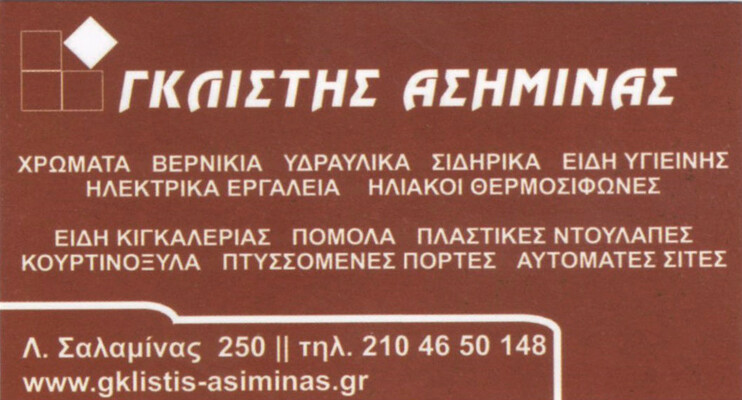 ΓΚΛΙΣΤΗΣ ΑΣΗΜΙΝΑΣ
ΧΡΩΜΑΤΑ ΒΕΡΝΙΚΙΑ ΥΔΡΑΥΛΙΚΑ ΣΙΔΗΡΙΚΑ ΕΙΔΗ ΥΓΙΕΙΝΗΣ
ΗΛΕΚΤΡΙΚΑ ΕΡΓΑΛΕΙΑ ΗΛΙΑΚΟΙ ΘΕΡΜΟΣΙΦΩΝΕΣ
ΕΙΔΗ ΚΙΓΚΑΛΕΡΙΑΣ ΠΟΜΟΛΑ ΠΛΑΣΤΙΚΕΣ ΝΤΟΥΛΑΠΕΣ
ΚΟΥΡΤΙΝΟΞΥΛΑ ΠΤΥΣΣΟΜΕΝΕΣ ΠΟΡΤΕΣ ΑΥΤΟΜΑΤΕΣ ΣΙΤΕΣ
Λ. Σαλαμίνας 250 || τηλ. 210 46 50 148
www.gklistis-asiminas.gr